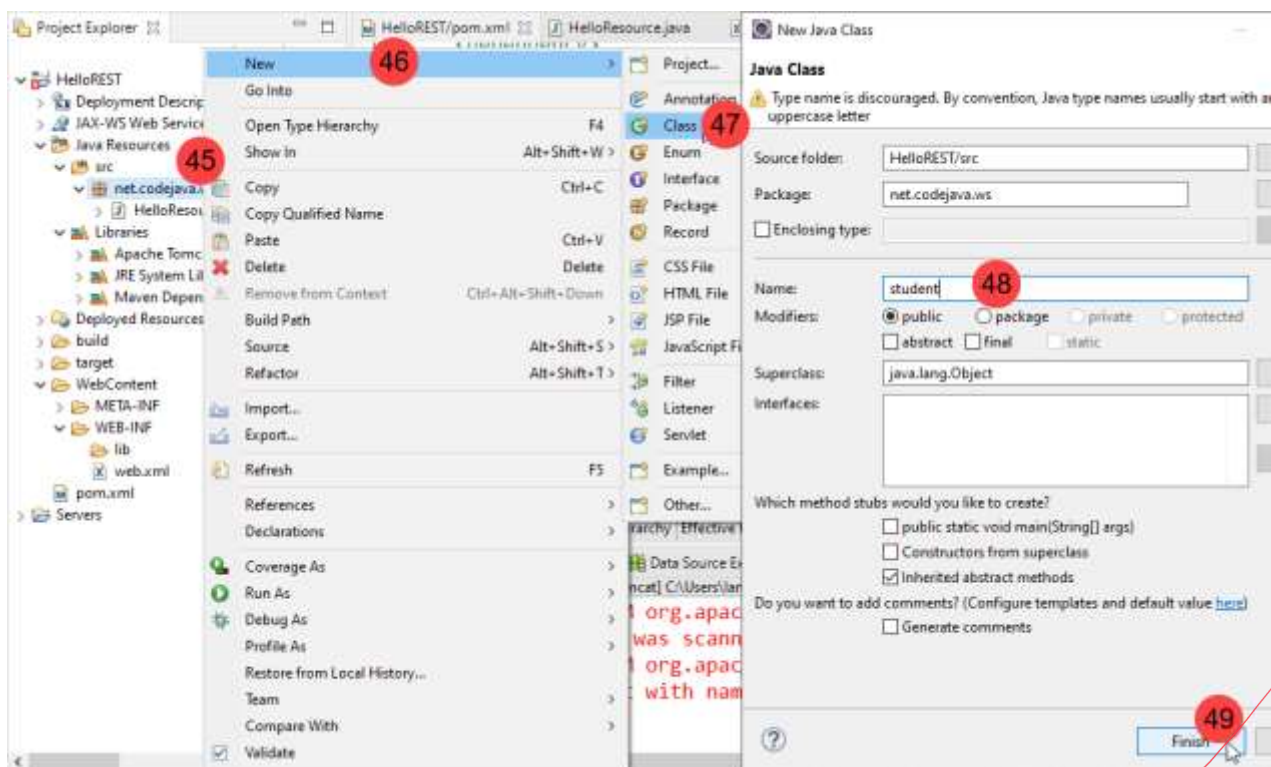 Project Explorer
HelloREST/pom.xml
HelloResource.java
HelloREST
Deployment Descrip
JAX-WS Web Service
Java Resources
45
src
net.codejava.
HelloResou
Libraries
Apache Tomc
JRE System Lib
Maven Depen
Deployed Resources
build
target
WebContent
META-INF
WEB-INF
lib
web.xml
pom.xml
Servers
New
46
Go Into
Open Type Hierarchy F4
Show In Alt+Shift+W >
Copy Ctrl+C
Copy Qualified Name
Paste Ctrl+V
Delete Delete
Remove from Context Ctrl+Alt+Shift+Down
Build Path
Source Alt+Shift+S >
Refactor Alt+Shift+T >
Import...
Export...
Refresh F5
References
Declarations
Coverage As
Run As
Debug As
Profile As
Restore from Local History...
Team
Compare With
Validate
Project...
Annotation
Class
47
Enum
Interface
Package
Record
CSS File
HTML File
JSP File
JavaScript Fi
Filter
Listener
Servlet
Example...
Other...
rarchy Effective
Data Source Ex
ncat] C:\Users\lan
org.apac
was scann
org.apac
with nam
New Java Class
Java Class
Type name is discouraged. By convention, Java type names usually start with an
uppercase letter
Source folder: HelloREST/src
Package: net.codejava.ws
Enclosing type:
Name: student
48
Modifiers: public package private protected
abstract final static
Superclass: java.lang.Object
Interfaces:
Which method stubs would you like to create?
public static void main(String[] args)
Constructors from superclass
Inherited abstract methods
Do you want to add comments? (Configure templates and default value here)
Generate comments
49
Finish